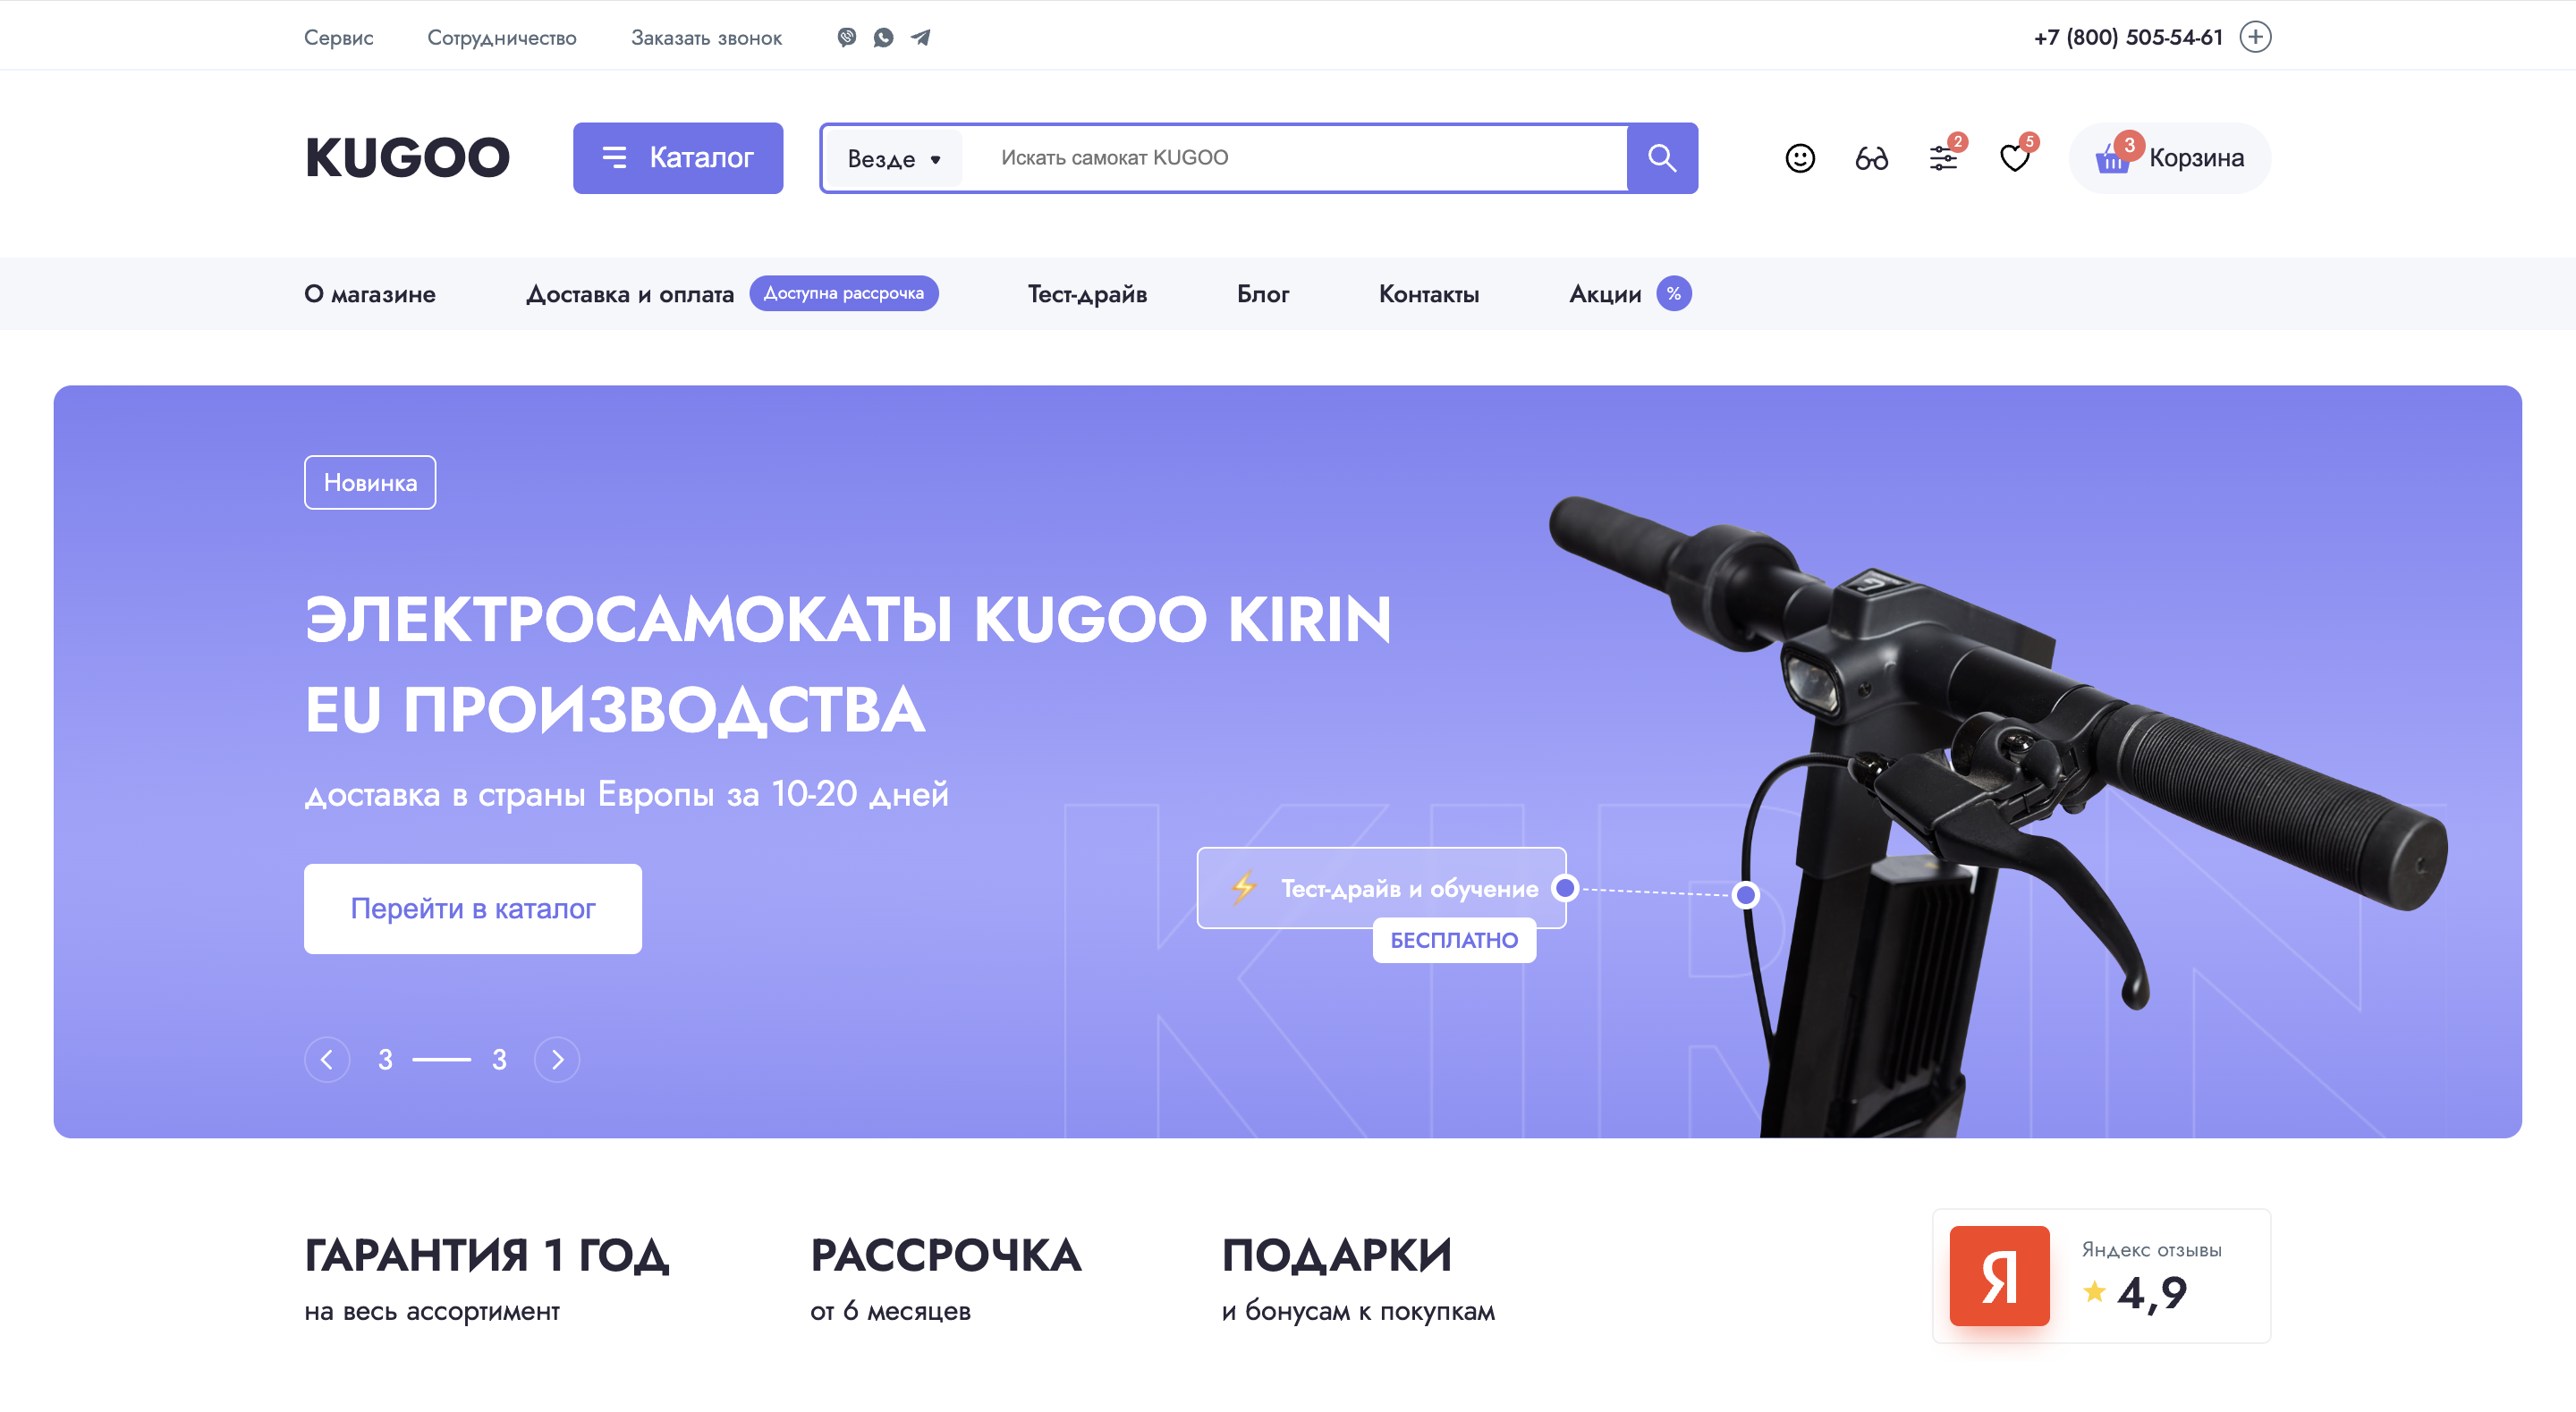 Сервис
Сотрудничество
Заказать звонок
+7 (800) 505-54-61
KUGOO
Каталог
Везде
Искать самокат KUGOO
2
5
3
Корзина
О магазине
Доставка и оплата
Доступна рассрочка
Тест-драйв
Блог
Контакты
Акции
%
Новинка
ЭЛЕКТРОСАМОКАТЫ KUGOO KIRIN
EU ПРОИЗВОДСТВА
доставка в страны Европы за 10-20 дней
Перейти в каталог
Тест-драйв и обучение
БЕСПЛАТНО
KIRIN
3
3
ГАРАНТИЯ 1 ГОД
на весь ассортимент
РАССРОЧКА
от 6 месяцев
ПОДАРКИ
и бонусам к покупкам
Я
Яндекс отзывы
4,9